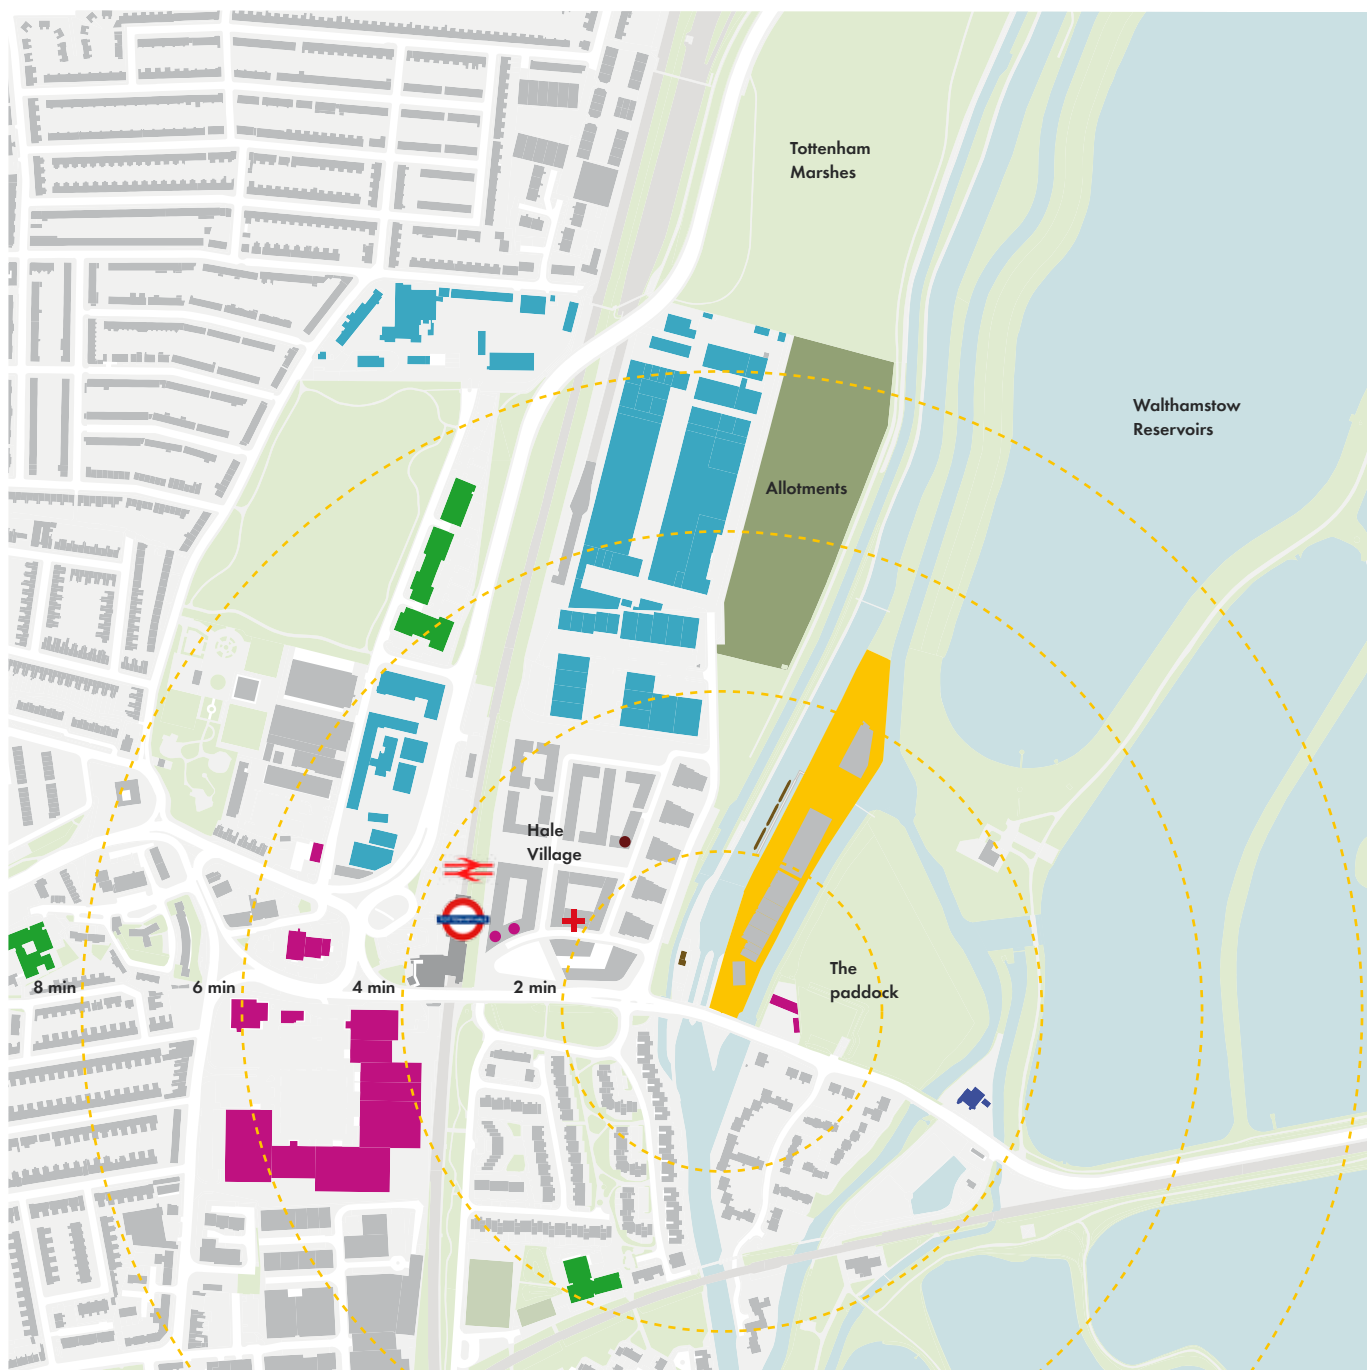 Tottenham
Marshes
Walthamstow
Reservoirs
Allotments
Hale
Village
The
paddock
8 min
6 min
4 min
2 min